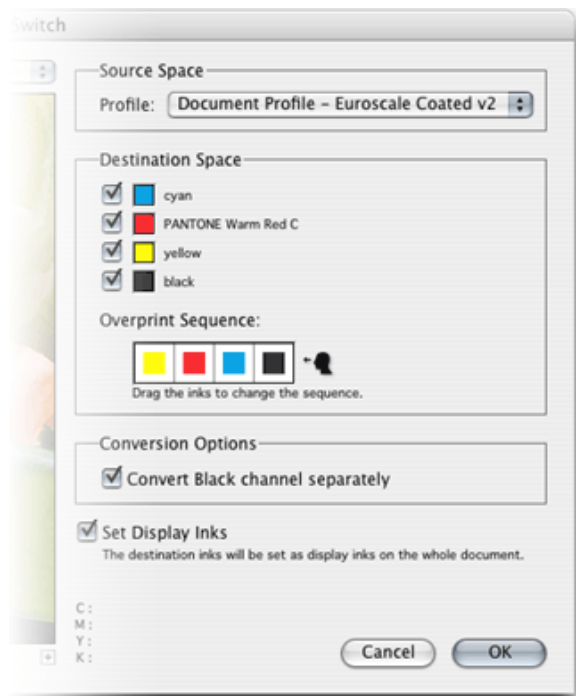 Switch
Source Space
Profile: Document Profile – Euroscale Coated v2
Destination Space
cyan
PANTONE Warm Red C
yellow
black
Overprint Sequence:
Drag the inks to change the sequence.
Conversion Options
Convert Black channel separately
Set Display Inks
The destination inks will be set as display inks on the whole document.
C:
M:
Y:
K:
Cancel OK